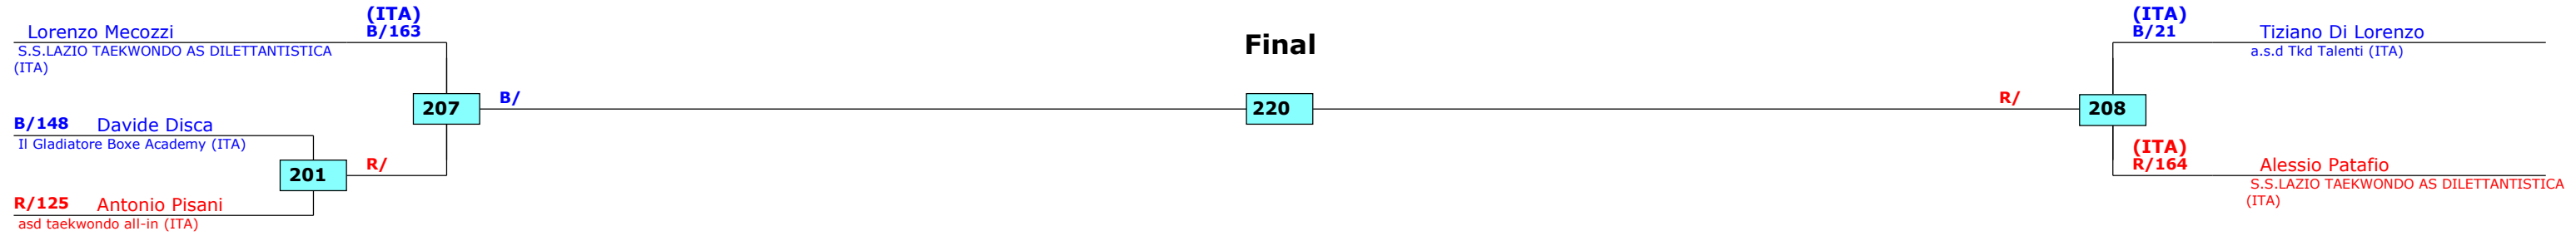 (ITA)
Lorenzo Mecozzi B/163
S.S.LAZIO TAEKWONDO AS DILETTANTISTICA
(ITA)
207
B/
B/148 Davide Disca
Il Gladiatore Boxe Academy (ITA)
201
R/
R/125 Antonio Pisani
asd taekwondo all-in (ITA)
Final
220
(ITA)
B/21 Tiziano Di Lorenzo
a.s.d Tkd Talenti (ITA)
R/
208
(ITA)
R/164 Alessio Patafio
S.S.LAZIO TAEKWONDO AS DILETTANTISTICA
(ITA)